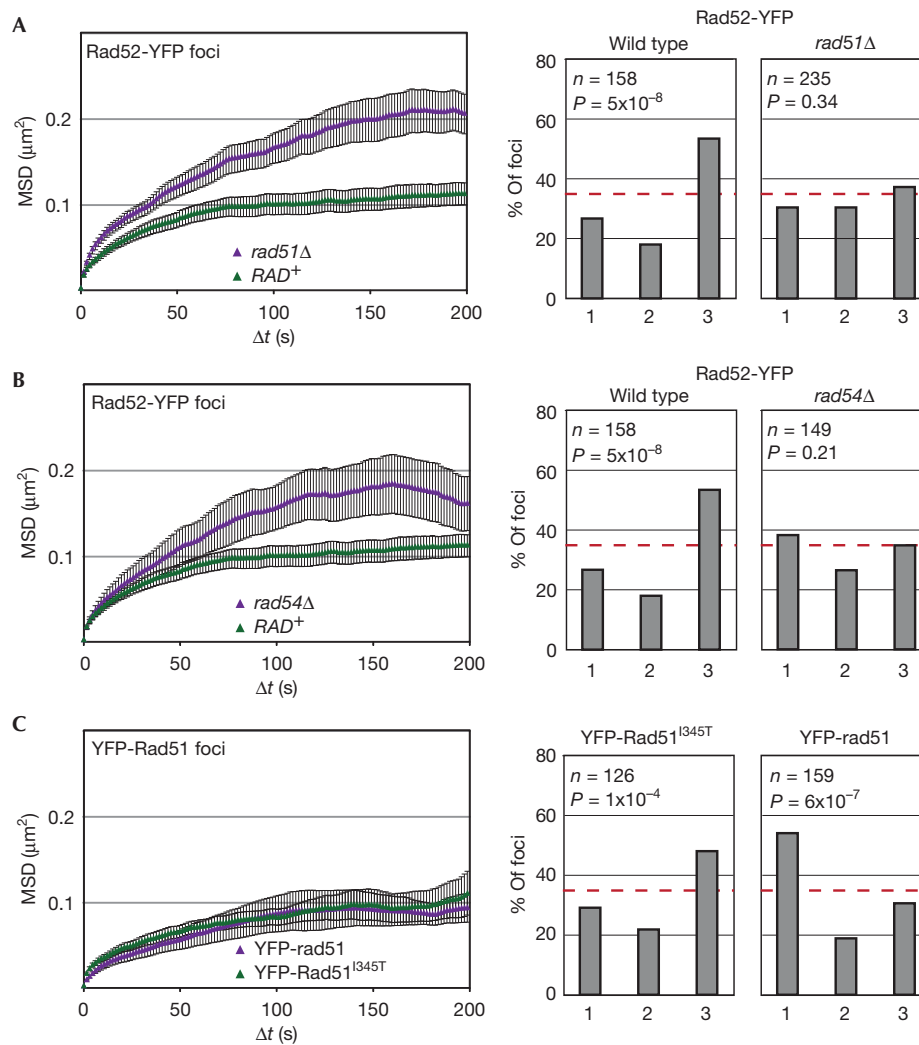 A
Rad52-YFP foci
MSD (μm²)
0.2
0.1
0 50 100 150 200
Δt (s)
rad51Δ
RAD⁺
Rad52-YFP
Wild type
rad51Δ
% Of foci
80
60
40
20
0
n = 158
P = 5x10⁻⁸
n = 235
P = 0.34
1 2 3
1 2 3
B
Rad52-YFP foci
MSD (μm²)
0.2
0.1
0 50 100 150 200
Δt (s)
rad54Δ
RAD⁺
Rad52-YFP
Wild type
rad54Δ
% Of foci
80
60
40
20
0
n = 158
P = 5x10⁻⁸
n = 149
P = 0.21
1 2 3
1 2 3
C
YFP-Rad51 foci
MSD (μm²)
0.2
0.1
0 50 100 150 200
Δt (s)
YFP-rad51
YFP-Rad51ᴵ³⁴⁵ᵀ
YFP-Rad51ᴵ³⁴⁵ᵀ
YFP-rad51
% Of foci
80
60
40
20
0
n = 126
P = 1x10⁻⁴
n = 159
P = 6x10⁻⁷
1 2 3
1 2 3